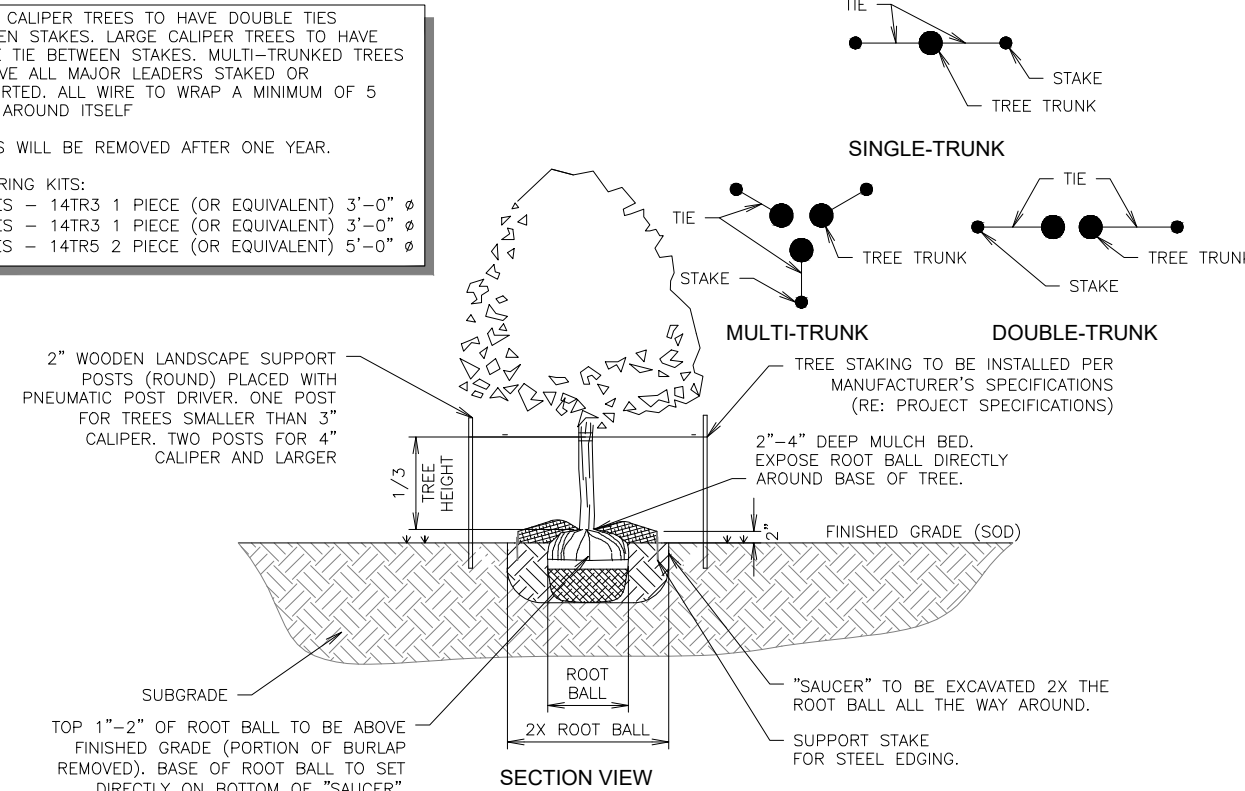 CALIPER TREES TO HAVE DOUBLE TIES
EN STAKES. LARGE CALIPER TREES TO HAVE
E TIE BETWEEN STAKES. MULTI-TRUNKED TREES
VE ALL MAJOR LEADERS STAKED OR
RTED. ALL WIRE TO WRAP A MINIMUM OF 5
AROUND ITSELF
S WILL BE REMOVED AFTER ONE YEAR.
RING KITS:
ES – 14TR3 1 PIECE (OR EQUIVALENT) 3'-0" ø
ES – 14TR3 1 PIECE (OR EQUIVALENT) 3'-0" ø
ES – 14TR5 2 PIECE (OR EQUIVALENT) 5'-0" ø
TIE
STAKE
TREE TRUNK
SINGLE-TRUNK
TIE
TREE TRUNK
STAKE
MULTI-TRUNK
TIE
TREE TRUNK
STAKE
DOUBLE-TRUNK
2" WOODEN LANDSCAPE SUPPORT
POSTS (ROUND) PLACED WITH
PNEUMATIC POST DRIVER. ONE POST
FOR TREES SMALLER THAN 3"
CALIPER. TWO POSTS FOR 4"
CALIPER AND LARGER
TREE STAKING TO BE INSTALLED PER
MANUFACTURER'S SPECIFICATIONS
(RE: PROJECT SPECIFICATIONS)
1/3
TREE
HEIGHT
2"-4" DEEP MULCH BED.
EXPOSE ROOT BALL DIRECTLY
AROUND BASE OF TREE.
2"
FINISHED GRADE (SOD)
SUBGRADE
ROOT
BALL
2X ROOT BALL
"SAUCER" TO BE EXCAVATED 2X THE
ROOT BALL ALL THE WAY AROUND.
SUPPORT STAKE
FOR STEEL EDGING.
TOP 1"-2" OF ROOT BALL TO BE ABOVE
FINISHED GRADE (PORTION OF BURLAP
REMOVED). BASE OF ROOT BALL TO SET
DIRECTLY ON BOTTOM OF "SAUCER".
SECTION VIEW